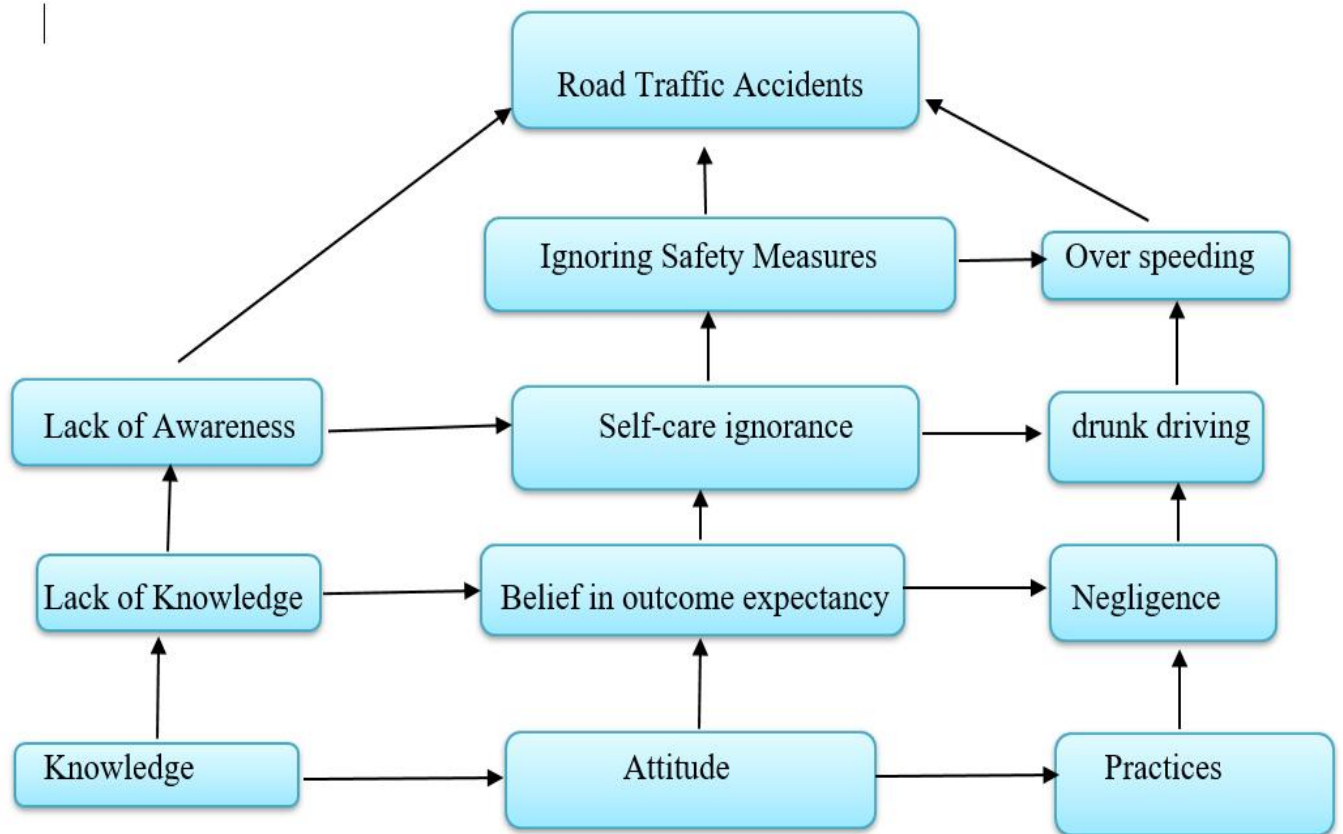 Road Traffic Accidents
Ignoring Safety Measures
Over speeding
Lack of Awareness
Self-care ignorance
drunk driving
Lack of Knowledge
Belief in outcome expectancy
Negligence
Knowledge
Attitude
Practices